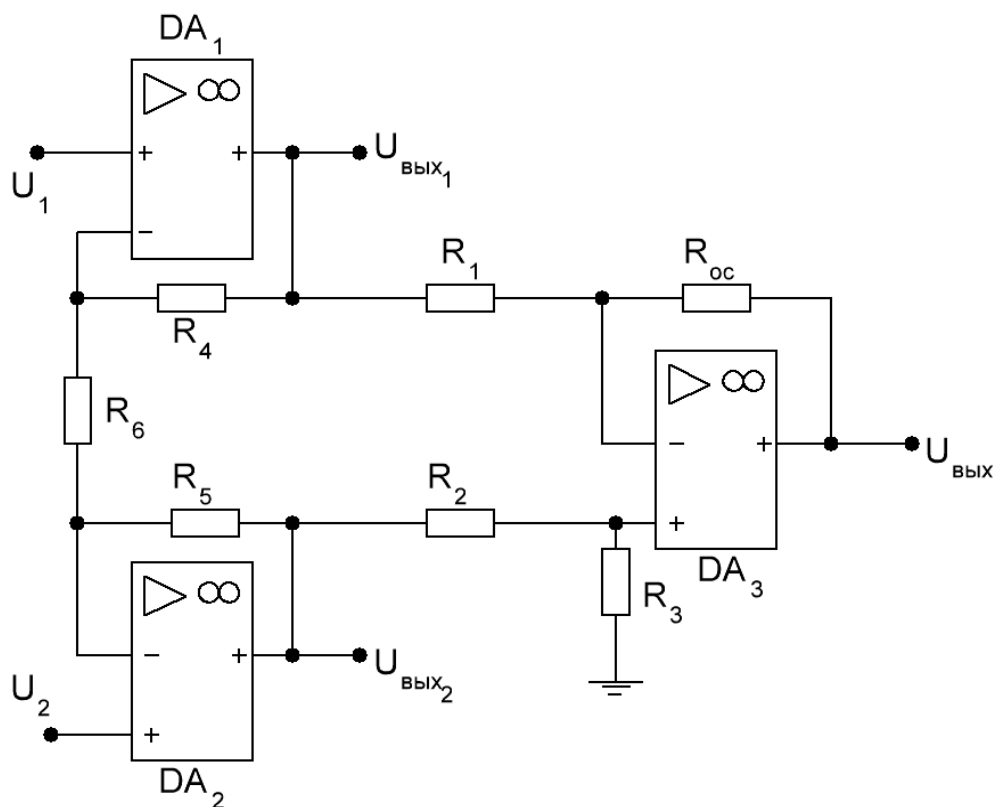 DA1
▷ ∞
+ +
U1
Uвых1
−
R4
R1
Rос
R6
▷ ∞
− +
Uвых
+
DA3
R5
R2
R3
▷ ∞
− +
Uвых2
U2
+
DA2